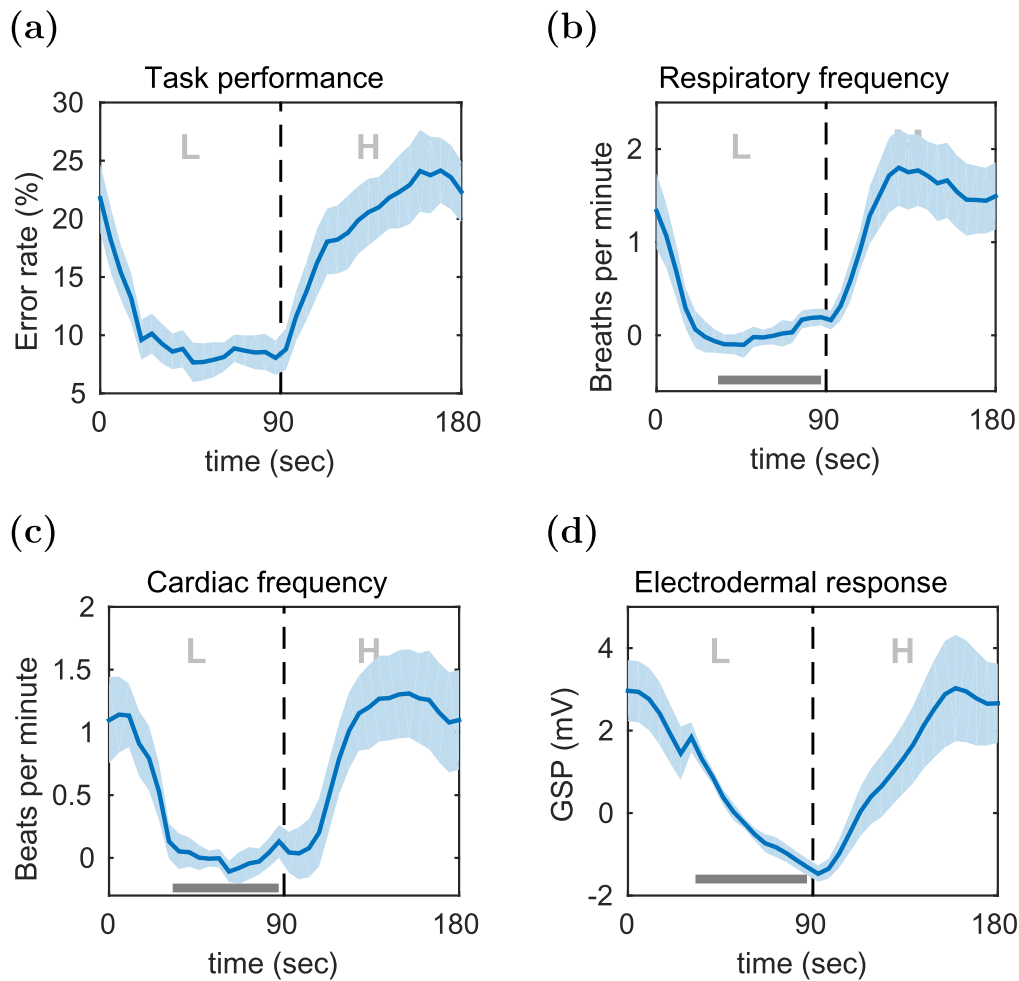 (a)
Task performance
30
25
20
15
10
5
Error rate (%)
L
H
0 90 180
time (sec)
(b)
Respiratory frequency
2
1
0
Breaths per minute
L
H
0 90 180
time (sec)
(c)
Cardiac frequency
2
1.5
1
0.5
0
Beats per minute
L
H
0 90 180
time (sec)
(d)
Electrodermal response
4
2
0
-2
GSP (mV)
L
H
0 90 180
time (sec)